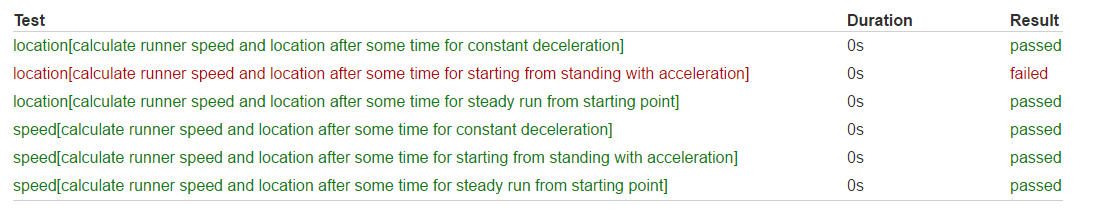 Test Duration Result
location[calculate runner speed and location after some time for constant deceleration] 0s passed
location[calculate runner speed and location after some time for starting from standing with acceleration] 0s failed
location[calculate runner speed and location after some time for steady run from starting point] 0s passed
speed[calculate runner speed and location after some time for constant deceleration] 0s passed
speed[calculate runner speed and location after some time for starting from standing with acceleration] 0s passed
speed[calculate runner speed and location after some time for steady run from starting point] 0s passed